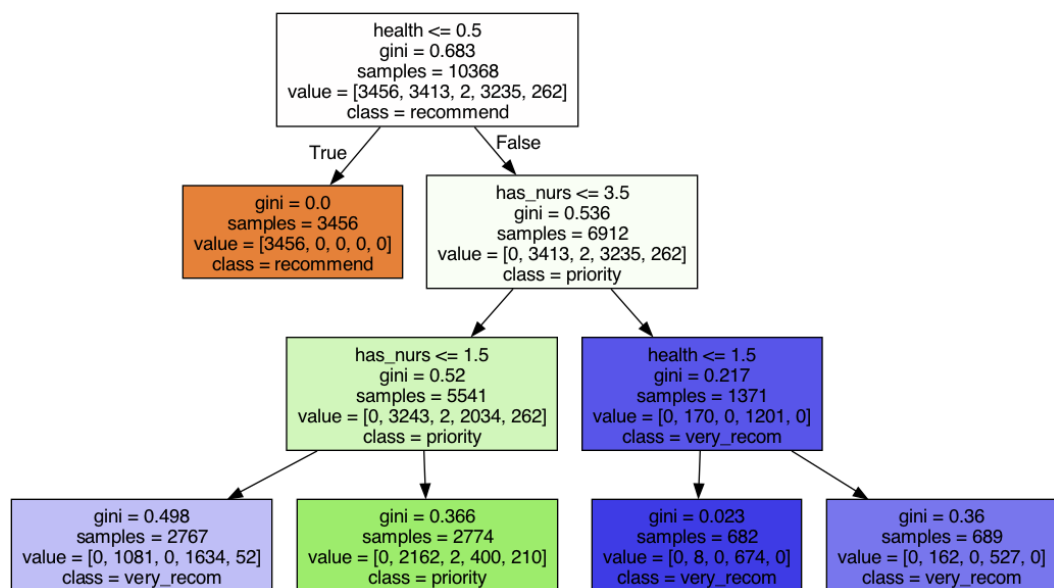 health <= 0.5
gini = 0.683
samples = 10368
value = [3456, 3413, 2, 3235, 262]
class = recommend
True
False
gini = 0.0
samples = 3456
value = [3456, 0, 0, 0, 0]
class = recommend
has_nurs <= 3.5
gini = 0.536
samples = 6912
value = [0, 3413, 2, 3235, 262]
class = priority
has_nurs <= 1.5
gini = 0.52
samples = 5541
value = [0, 3243, 2, 2034, 262]
class = priority
health <= 1.5
gini = 0.217
samples = 1371
value = [0, 170, 0, 1201, 0]
class = very_recom
gini = 0.498
samples = 2767
value = [0, 1081, 0, 1634, 52]
class = very_recom
gini = 0.366
samples = 2774
value = [0, 2162, 2, 400, 210]
class = priority
gini = 0.023
samples = 682
value = [0, 8, 0, 674, 0]
class = very_recom
gini = 0.36
samples = 689
value = [0, 162, 0, 527, 0]
class = very_recom